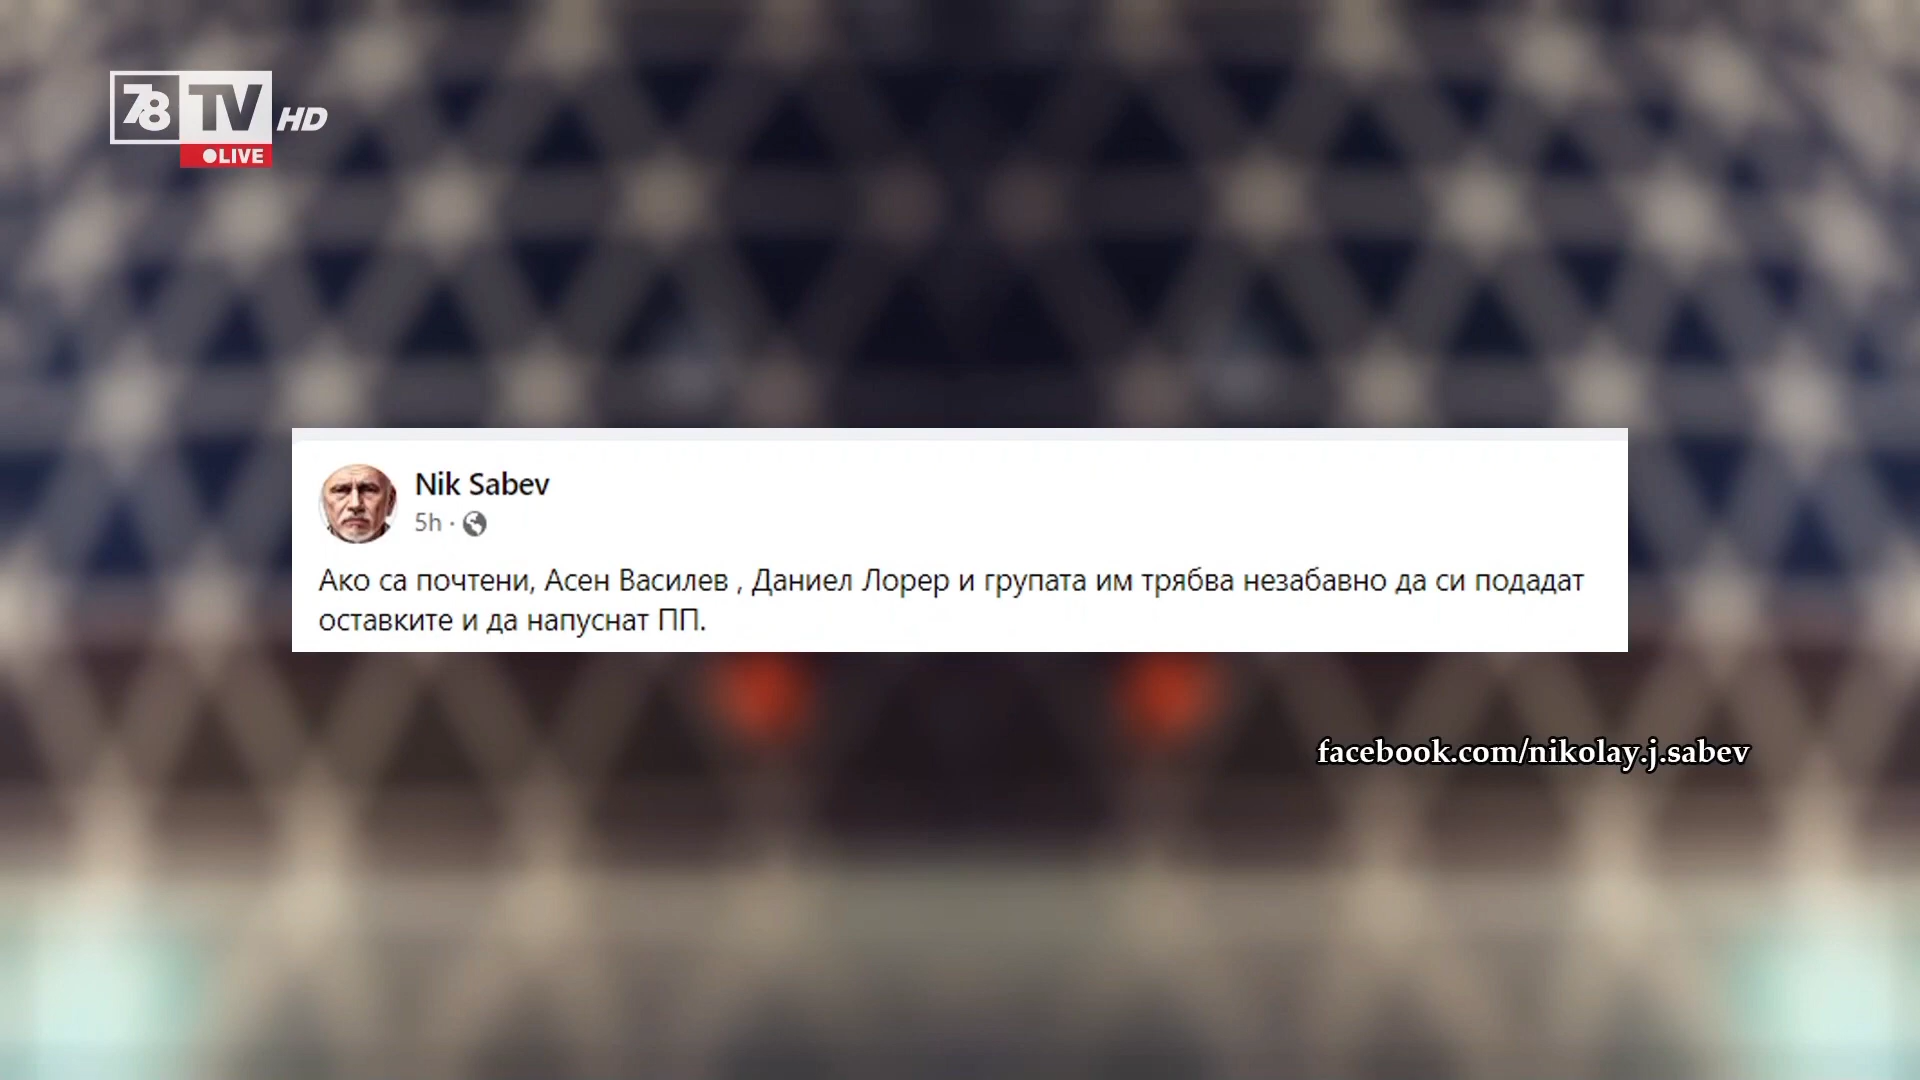 78 TV HD
LIVE
Nik Sabev
5h ·
Ако са почтени, Асен Василев , Даниел Лорер и групата им трябва незабавно да си подадат
оставките и да напуснат ПП.
facebook.com/nikolay.j.sabev